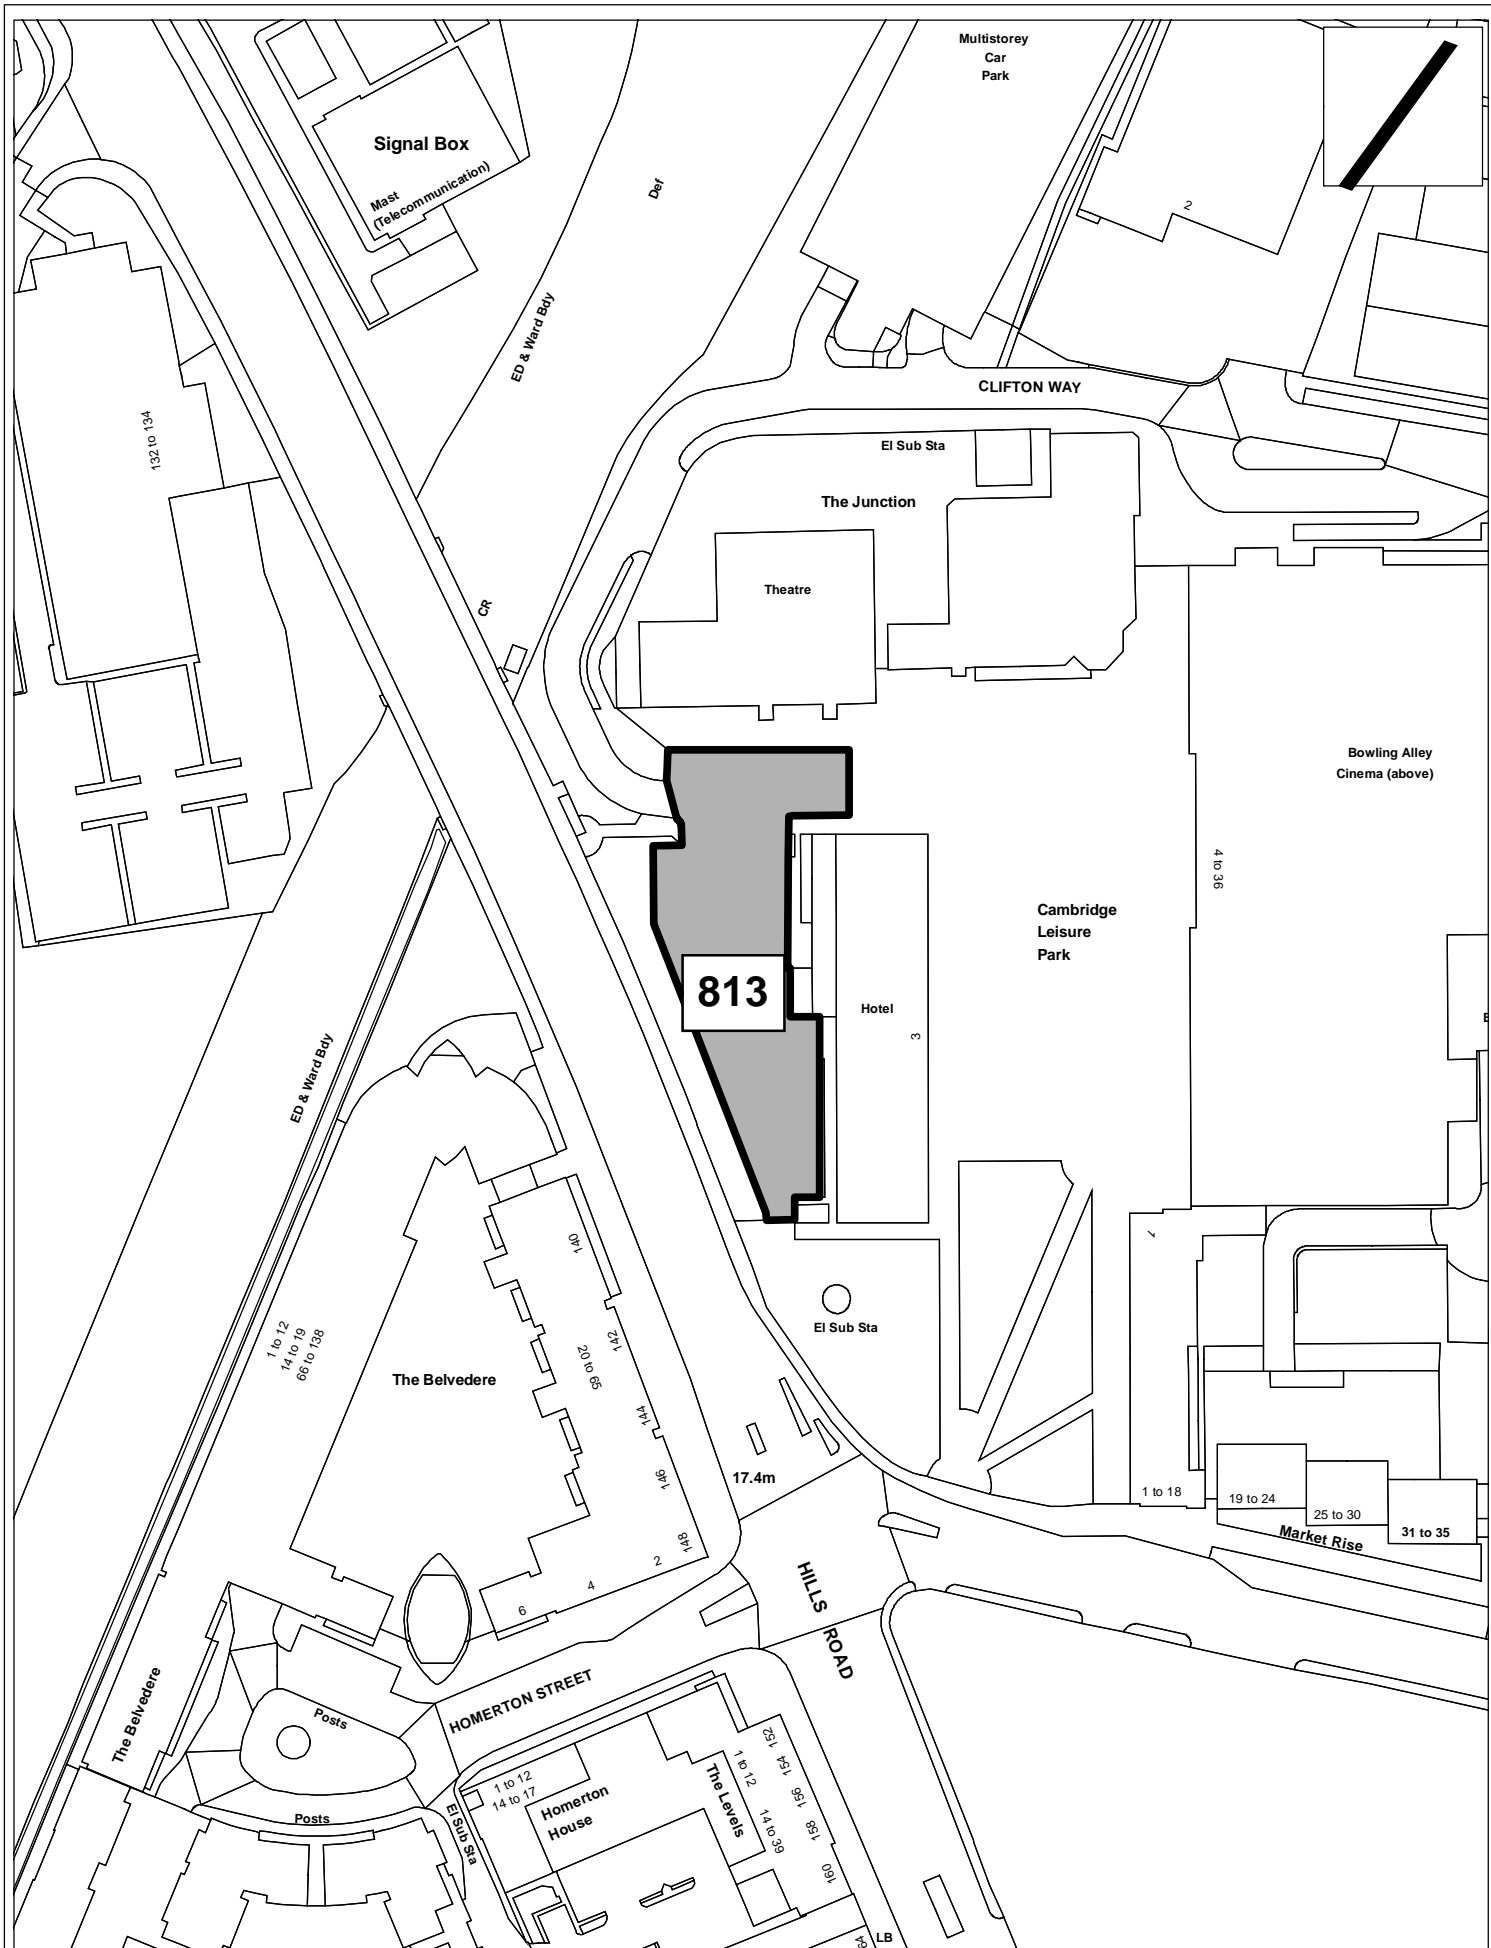 Multistorey
Car
Park
Signal Box
Mast
(Telecommunication)
Def
2
ED & Ward Bdy
CLIFTON WAY
132 to 134
El Sub Sta
The Junction
Theatre
CR
Bowling Alley
Cinema (above)
4 to 36
Cambridge
Leisure
Park
813
Hotel
3
ED & Ward Bdy
140
1
El Sub Sta
1 to 12
14 to 19
66 to 138
142
20 to 65
The Belvedere
144
146
17.4m
148
1 to 18
19 to 24
25 to 30
31 to 35
Market Rise
2
4
6
HILLS ROAD
The Belvedere
HOMERTON STREET
Posts
152
154
156
158
160
1 to 12
14 to 39
The Levels
1 to 12
14 to 17
Homerton
House
El Sub Sta
Posts
LB